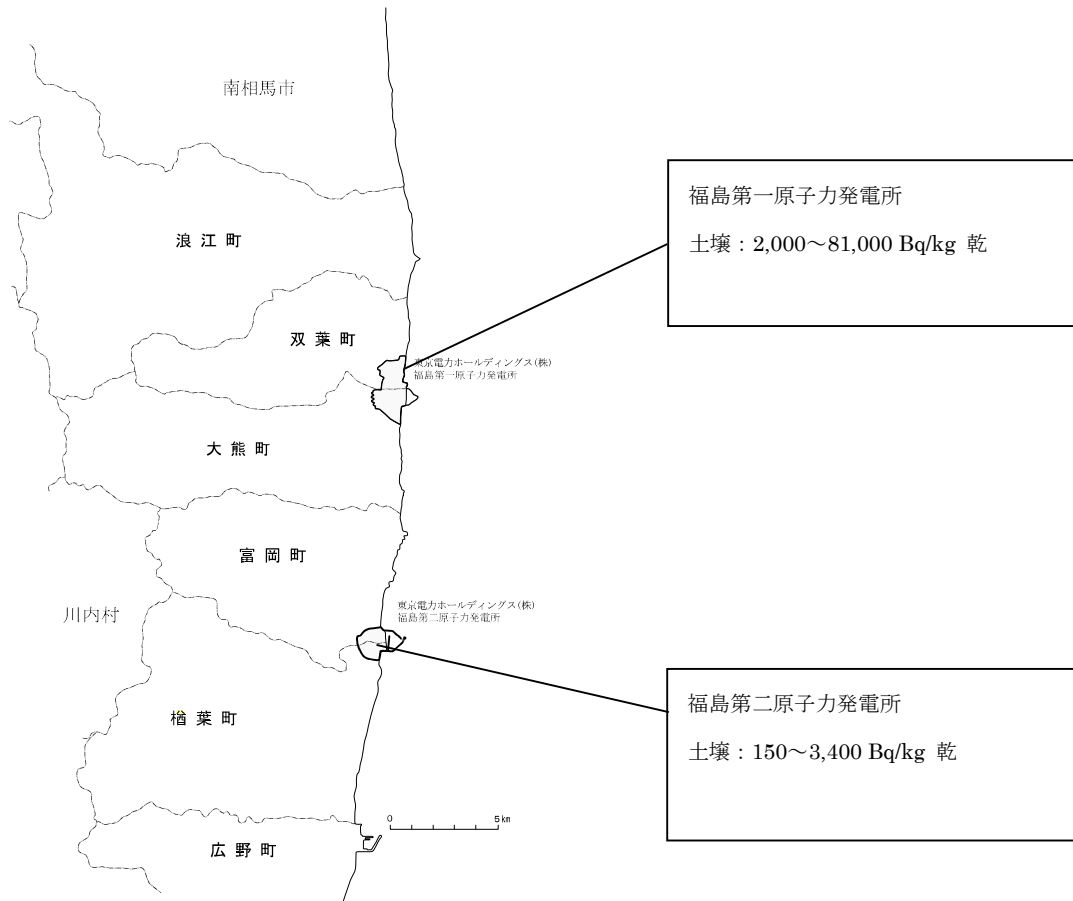 南相馬市
福島第一原子力発電所
土壌：2,000～81,000 Bq/kg 乾
浪 江 町
双 葉 町
東京電力ホールディングス(株)
福島第一原子力発電所
大 熊 町
富 岡 町
川内村
東京電力ホールディングス(株)
福島第二原子力発電所
福島第二原子力発電所
土壌：150～3,400 Bq/kg 乾
楢 葉 町
0 5km
広 野 町